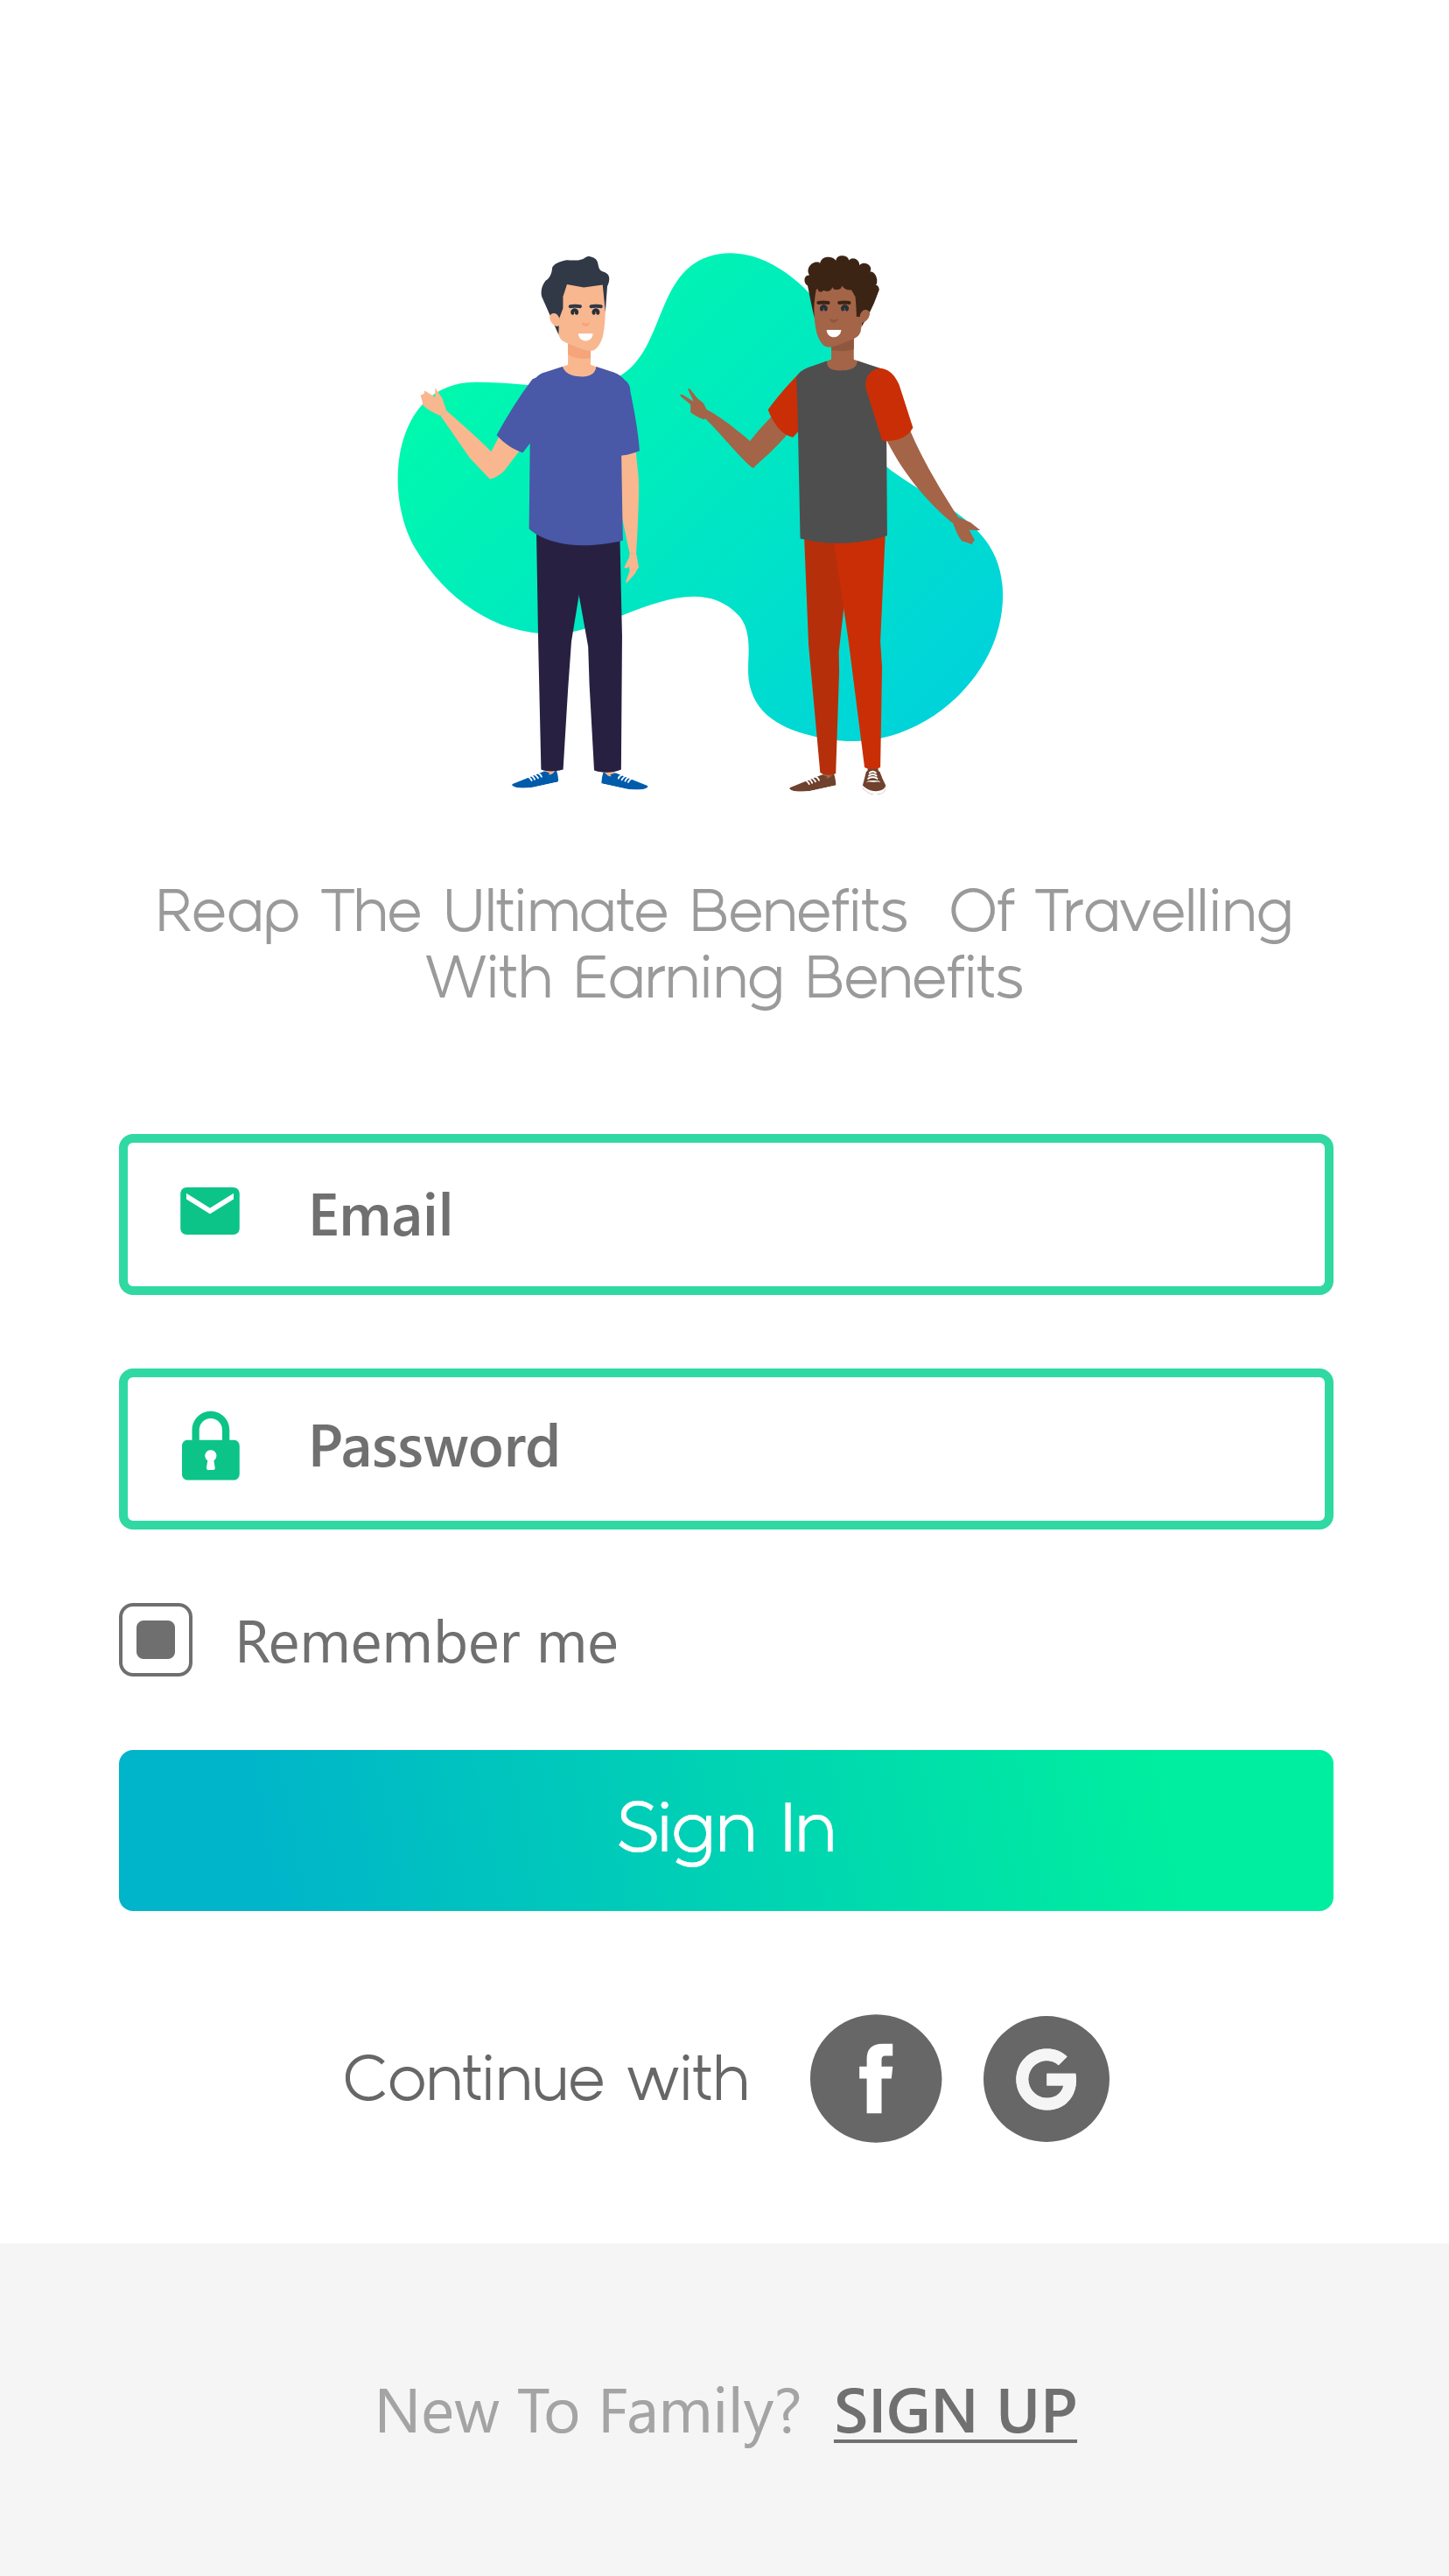 Reap The Ultimate Benefits  Of Travelling
With Earning Benefits
Email
Password
Remember me
Sign In
Continue with f G
New To Family? SIGN UP